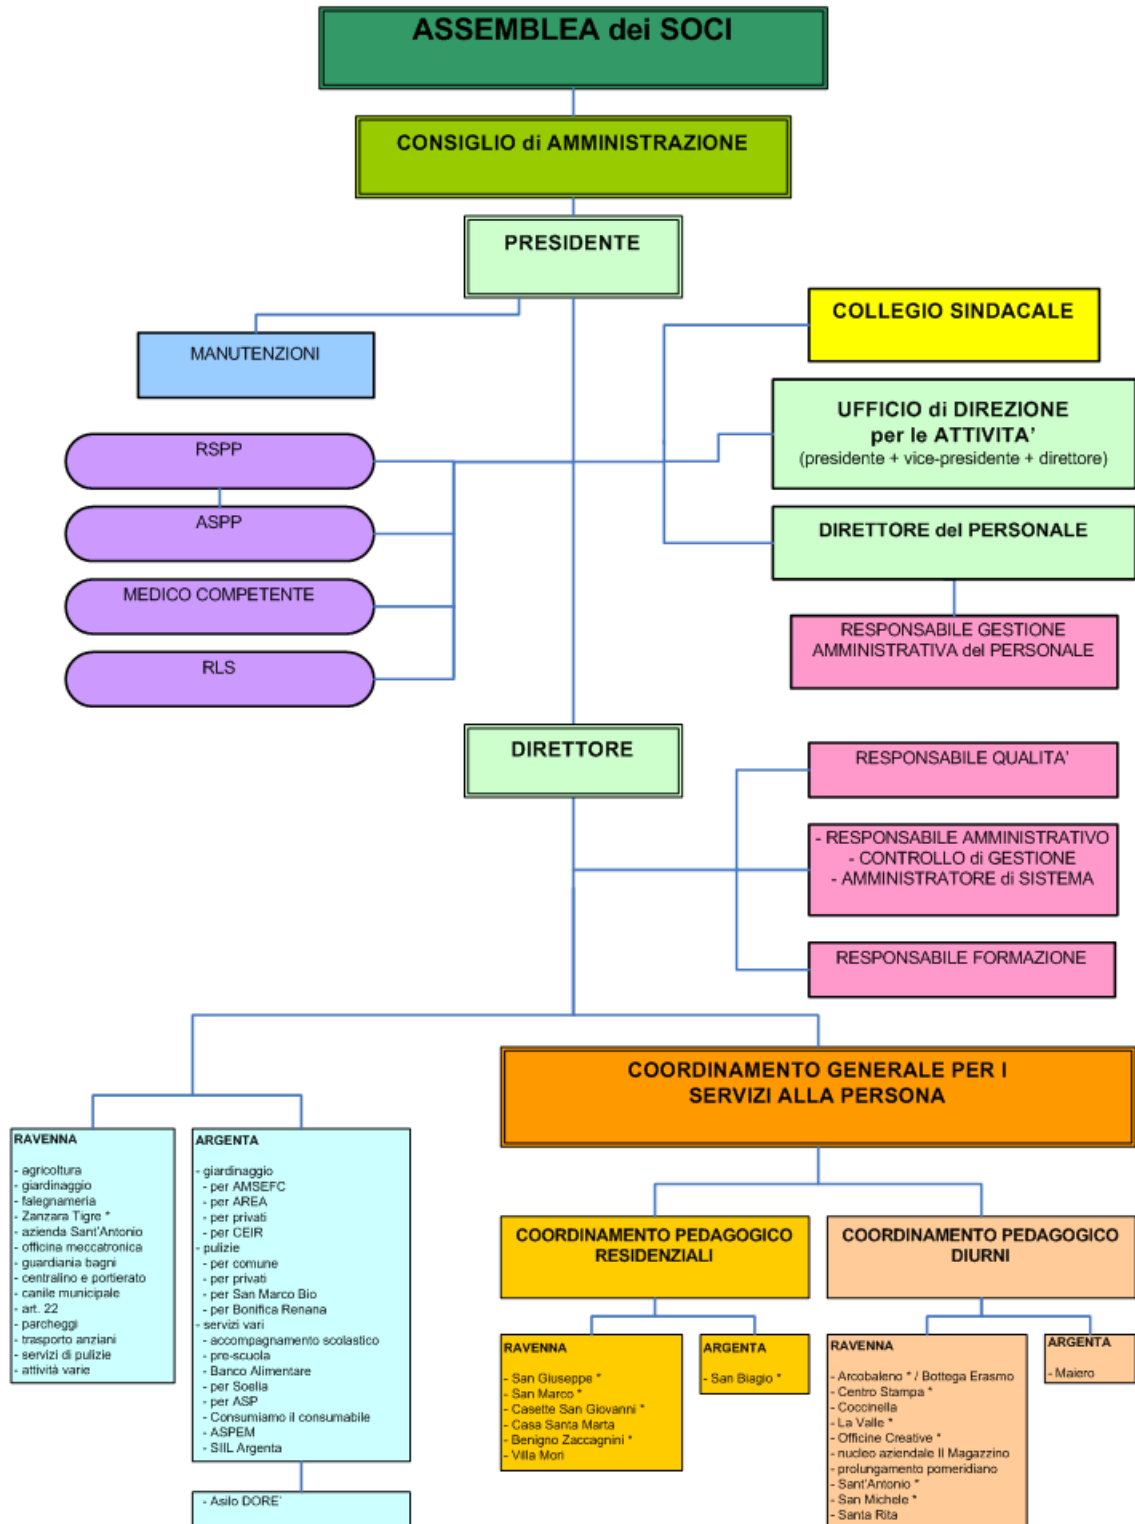 ASSEMBLEA dei SOCI
CONSIGLIO di AMMINISTRAZIONE
PRESIDENTE
MANUTENZIONI
COLLEGIO SINDACALE
UFFICIO di DIREZIONE
per le ATTIVITA'
(presidente + vice-presidente + direttore)
RSPP
ASPP
MEDICO COMPETENTE
RLS
DIRETTORE del PERSONALE
RESPONSABILE GESTIONE
AMMINISTRATIVA del PERSONALE
DIRETTORE
RESPONSABILE QUALITA'
- RESPONSABILE AMMINISTRATIVO
- CONTROLLO di GESTIONE
- AMMINISTRATORE di SISTEMA
RESPONSABILE FORMAZIONE
COORDINAMENTO GENERALE PER I
SERVIZI ALLA PERSONA
RAVENNA
- agricoltura
- giardinaggio
- falegnameria
- Zanzara Tigre *
- azienda Sant'Antonio
- officina meccatronica
- guardiania bagni
- centralino e portierato
- canile municipale
- art. 22
- parcheggi
- trasporto anziani
- servizi di pulizie
- attività varie
ARGENTA
- giardinaggio
- per AMSEFC
- per AREA
- per privati
- per CEIR
- pulizie
- per comune
- per privati
- per San Marco Bio
- per Bonifica Renana
- servizi vari
- accompagnamento scolastico
- pre-scuola
- Banco Alimentare
- per Soelia
- per ASP
- Consumiamo il consumabile
- ASPEM
- SIIL Argenta
- Asilo DORE'
COORDINAMENTO PEDAGOGICO
RESIDENZIALI
RAVENNA
- San Giuseppe *
- San Marco *
- Casette San Giovanni *
- Casa Santa Marta
- Benigno Zaccagnini *
- Villa Mori
ARGENTA
- San Biagio *
COORDINAMENTO PEDAGOGICO
DIURNI
RAVENNA
- Arcobaleno * / Bottega Erasmo
- Centro Stampa *
- Coccinella
- La Valle *
- Officine Creative *
- nucleo aziendale Il Magazzino
- prolungamento pomeridiano
- Sant'Antonio *
- San Michele *
- Santa Rita
ARGENTA
- Maiero